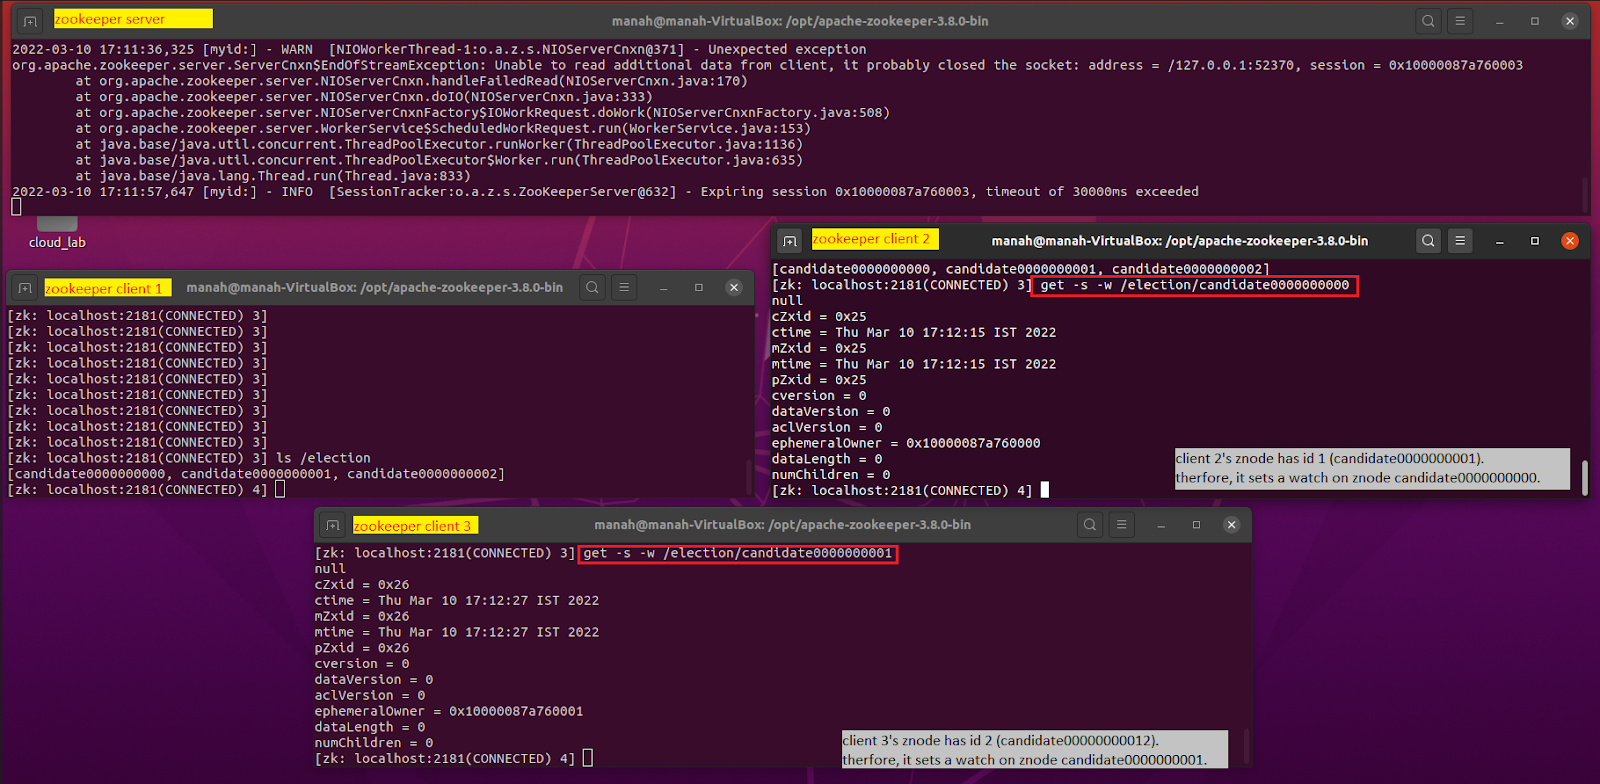 zookeeper server
manah@manah-VirtualBox: /opt/apache-zookeeper-3.8.0-bin
2022-03-10 17:11:36,325 [myid:] - WARN  [NIOWorkerThread-1:o.a.z.s.NIOServerCnxn@371] - Unexpected exception
org.apache.zookeeper.server.ServerCnxn$EndOfStreamException: Unable to read additional data from client, it probably closed the socket: address = /127.0.0.1:52370, session = 0x10000087a760003
        at org.apache.zookeeper.server.NIOServerCnxn.handleFailedRead(NIOServerCnxn.java:170)
        at org.apache.zookeeper.server.NIOServerCnxn.doIO(NIOServerCnxn.java:333)
        at org.apache.zookeeper.server.NIOServerCnxnFactory$IOWorkRequest.doWork(NIOServerCnxnFactory.java:508)
        at org.apache.zookeeper.server.WorkerService$ScheduledWorkRequest.run(WorkerService.java:153)
        at java.base/java.util.concurrent.ThreadPoolExecutor.runWorker(ThreadPoolExecutor.java:1136)
        at java.base/java.util.concurrent.ThreadPoolExecutor$Worker.run(ThreadPoolExecutor.java:635)
        at java.base/java.lang.Thread.run(Thread.java:833)
2022-03-10 17:11:57,647 [myid:] - INFO  [SessionTracker:o.a.z.s.ZooKeeperServer@632] - Expiring session 0x10000087a760003, timeout of 30000ms exceeded
cloud_lab
zookeeper client 1
manah@manah-VirtualBox: /opt/apache-zookeeper-3.8.0-bin
[zk: localhost:2181(CONNECTED) 3]
[zk: localhost:2181(CONNECTED) 3]
[zk: localhost:2181(CONNECTED) 3]
[zk: localhost:2181(CONNECTED) 3]
[zk: localhost:2181(CONNECTED) 3]
[zk: localhost:2181(CONNECTED) 3]
[zk: localhost:2181(CONNECTED) 3]
[zk: localhost:2181(CONNECTED) 3]
[zk: localhost:2181(CONNECTED) 3]
[zk: localhost:2181(CONNECTED) 3] ls /election
[candidate0000000000, candidate0000000001, candidate0000000002]
[zk: localhost:2181(CONNECTED) 4]
zookeeper client 2
manah@manah-VirtualBox: /opt/apache-zookeeper-3.8.0-bin
[candidate0000000000, candidate0000000001, candidate0000000002]
[zk: localhost:2181(CONNECTED) 3] get -s -w /election/candidate0000000000
null
cZxid = 0x25
ctime = Thu Mar 10 17:12:15 IST 2022
mZxid = 0x25
mtime = Thu Mar 10 17:12:15 IST 2022
pZxid = 0x25
cversion = 0
dataVersion = 0
aclVersion = 0
ephemeralOwner = 0x10000087a760000
dataLength = 0
numChildren = 0
[zk: localhost:2181(CONNECTED) 4]
client 2's znode has id 1 (candidate0000000001).
therfore, it sets a watch on znode candidate0000000000.
zookeeper client 3
manah@manah-VirtualBox: /opt/apache-zookeeper-3.8.0-bin
[zk: localhost:2181(CONNECTED) 3] get -s -w /election/candidate0000000001
null
cZxid = 0x26
ctime = Thu Mar 10 17:12:27 IST 2022
mZxid = 0x26
mtime = Thu Mar 10 17:12:27 IST 2022
pZxid = 0x26
cversion = 0
dataVersion = 0
aclVersion = 0
ephemeralOwner = 0x10000087a760001
dataLength = 0
numChildren = 0
[zk: localhost:2181(CONNECTED) 4]
client 3's znode has id 2 (candidate00000000012).
therfore, it sets a watch on znode candidate0000000001.